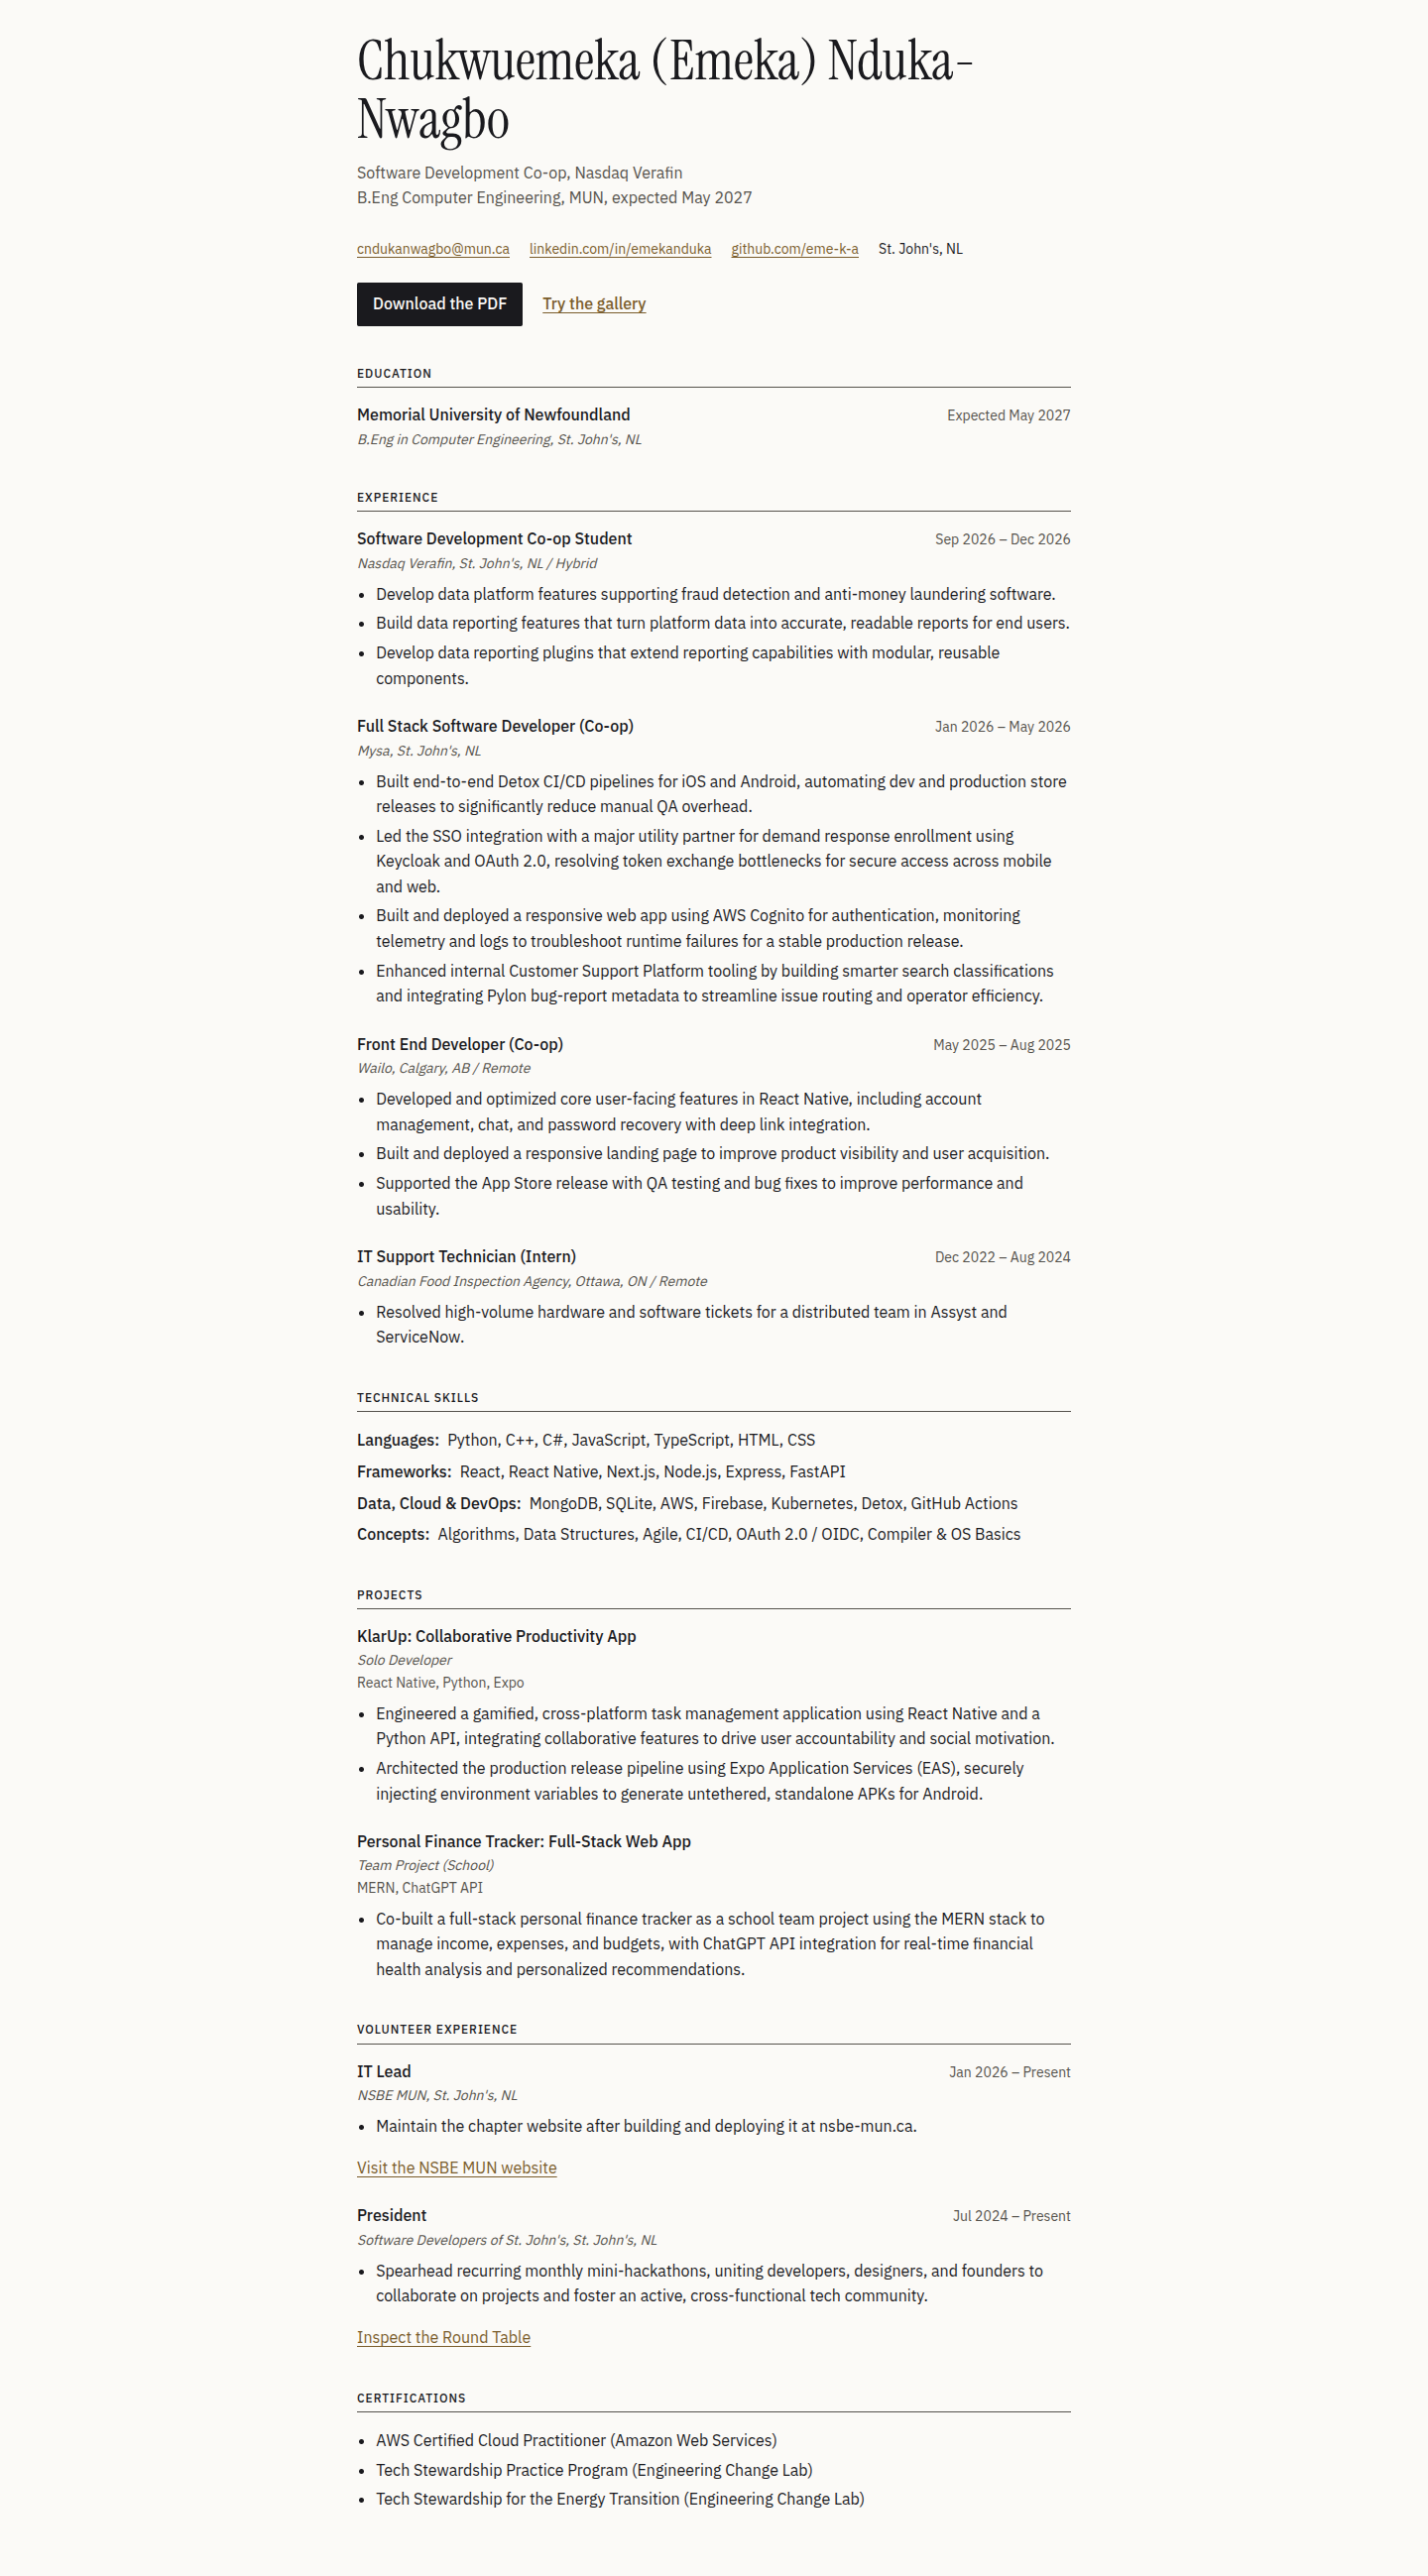 Chukwuemeka (Emeka) Nduka-
Nwagbo
Software Development Co-op, Nasdaq Verafin
B.Eng Computer Engineering, MUN, expected May 2027
cndukanwagbo@mun.ca linkedin.com/in/emekanduka github.com/eme-k-a St. John's, NL
Download the PDF Try the gallery
EDUCATION
Memorial University of Newfoundland Expected May 2027
B.Eng in Computer Engineering, St. John's, NL
EXPERIENCE
Software Development Co-op Student Sep 2026 – Dec 2026
Nasdaq Verafin, St. John's, NL / Hybrid
• Develop data platform features supporting fraud detection and anti-money laundering software.
• Build data reporting features that turn platform data into accurate, readable reports for end users.
• Develop data reporting plugins that extend reporting capabilities with modular, reusable
components.
Full Stack Software Developer (Co-op) Jan 2026 – May 2026
Mysa, St. John's, NL
• Built end-to-end Detox CI/CD pipelines for iOS and Android, automating dev and production store
releases to significantly reduce manual QA overhead.
• Led the SSO integration with a major utility partner for demand response enrollment using
Keycloak and OAuth 2.0, resolving token exchange bottlenecks for secure access across mobile
and web.
• Built and deployed a responsive web app using AWS Cognito for authentication, monitoring
telemetry and logs to troubleshoot runtime failures for a stable production release.
• Enhanced internal Customer Support Platform tooling by building smarter search classifications
and integrating Pylon bug-report metadata to streamline issue routing and operator efficiency.
Front End Developer (Co-op) May 2025 – Aug 2025
Wailo, Calgary, AB / Remote
• Developed and optimized core user-facing features in React Native, including account
management, chat, and password recovery with deep link integration.
• Built and deployed a responsive landing page to improve product visibility and user acquisition.
• Supported the App Store release with QA testing and bug fixes to improve performance and
usability.
IT Support Technician (Intern) Dec 2022 – Aug 2024
Canadian Food Inspection Agency, Ottawa, ON / Remote
• Resolved high-volume hardware and software tickets for a distributed team in Assyst and
ServiceNow.
TECHNICAL SKILLS
Languages: Python, C++, C#, JavaScript, TypeScript, HTML, CSS
Frameworks: React, React Native, Next.js, Node.js, Express, FastAPI
Data, Cloud & DevOps: MongoDB, SQLite, AWS, Firebase, Kubernetes, Detox, GitHub Actions
Concepts: Algorithms, Data Structures, Agile, CI/CD, OAuth 2.0 / OIDC, Compiler & OS Basics
PROJECTS
KlarUp: Collaborative Productivity App
Solo Developer
React Native, Python, Expo
• Engineered a gamified, cross-platform task management application using React Native and a
Python API, integrating collaborative features to drive user accountability and social motivation.
• Architected the production release pipeline using Expo Application Services (EAS), securely
injecting environment variables to generate untethered, standalone APKs for Android.
Personal Finance Tracker: Full-Stack Web App
Team Project (School)
MERN, ChatGPT API
• Co-built a full-stack personal finance tracker as a school team project using the MERN stack to
manage income, expenses, and budgets, with ChatGPT API integration for real-time financial
health analysis and personalized recommendations.
VOLUNTEER EXPERIENCE
IT Lead Jan 2026 – Present
NSBE MUN, St. John's, NL
• Maintain the chapter website after building and deploying it at nsbe-mun.ca.
Visit the NSBE MUN website
President Jul 2024 – Present
Software Developers of St. John's, St. John's, NL
• Spearhead recurring monthly mini-hackathons, uniting developers, designers, and founders to
collaborate on projects and foster an active, cross-functional tech community.
Inspect the Round Table
CERTIFICATIONS
• AWS Certified Cloud Practitioner (Amazon Web Services)
• Tech Stewardship Practice Program (Engineering Change Lab)
• Tech Stewardship for the Energy Transition (Engineering Change Lab)